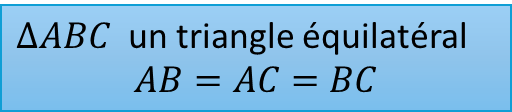 ΔABC un triangle équilatéral
AB = AC = BC